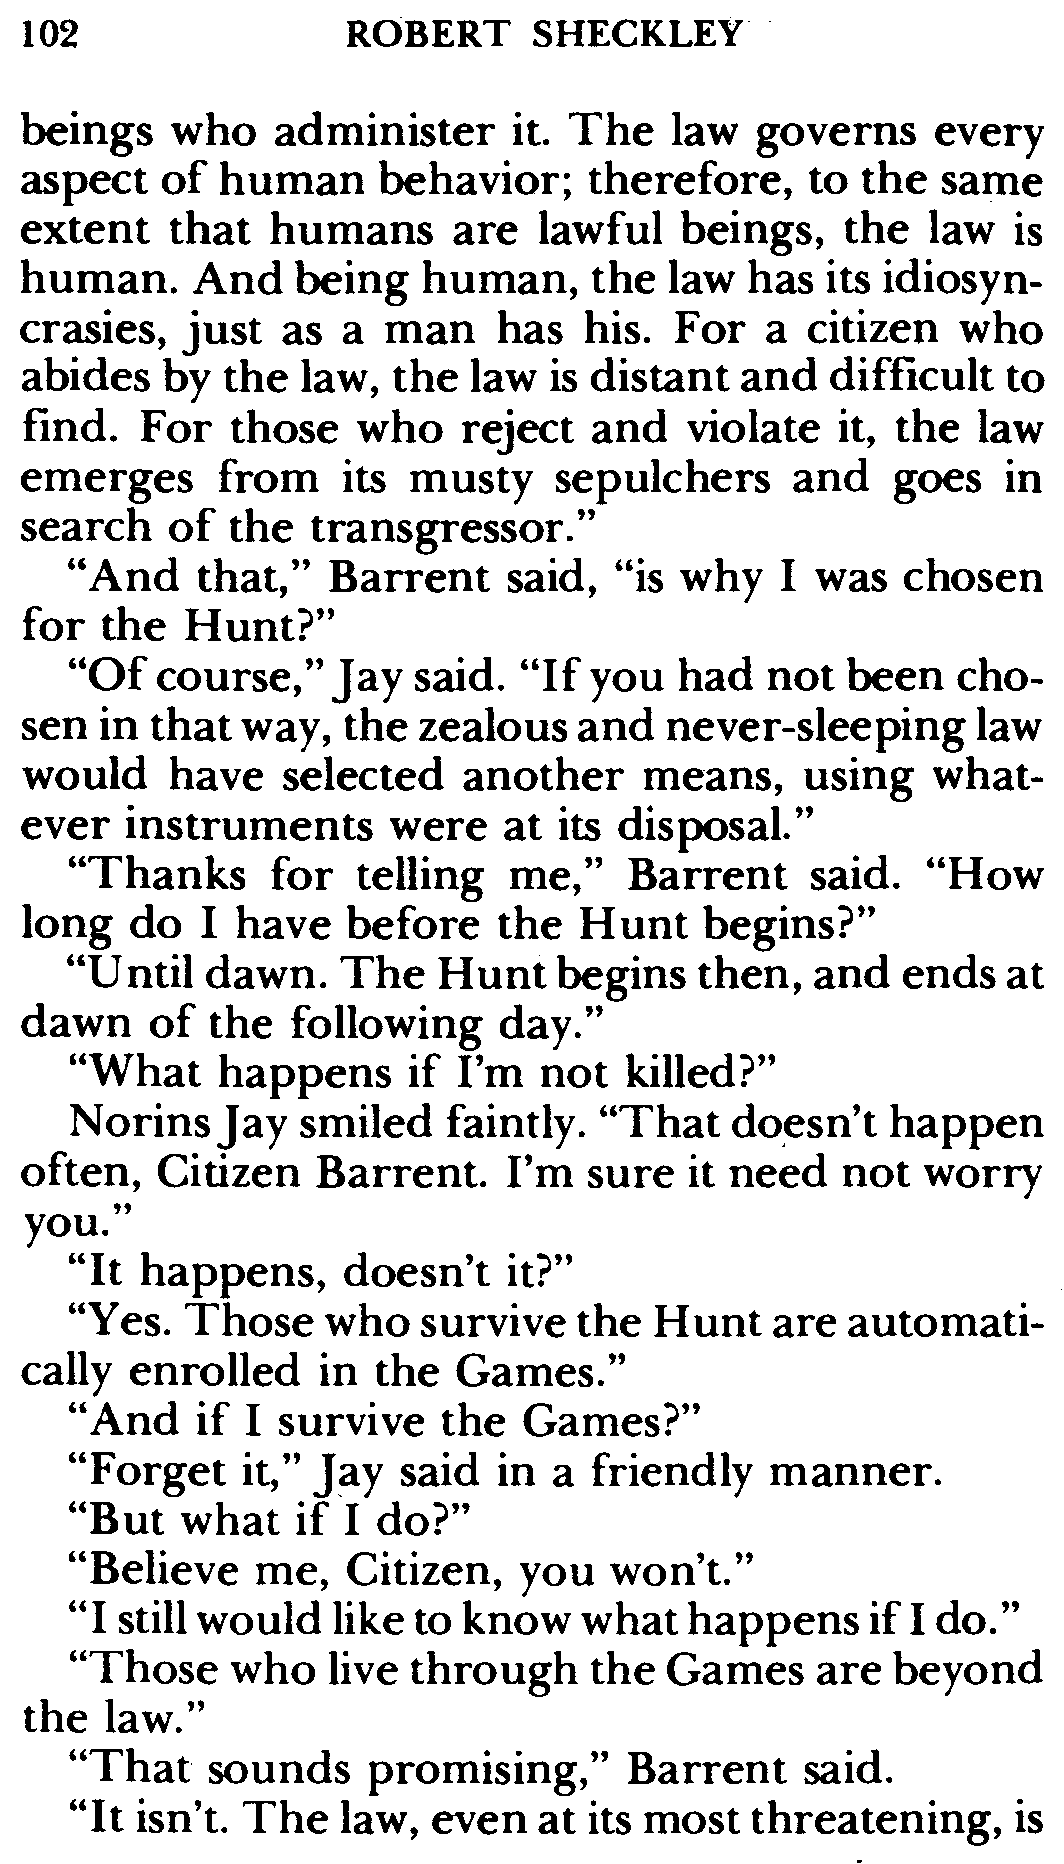 102 ROBERT SHECKLEY
beings who administer it. The law governs every
aspect of human behavior; therefore, to the same
extent that humans are lawful beings, the law is
human. And being human, the law has its idiosyn-
crasies, just as a man has his. For a citizen who
abides by the law, the law is distant and difficult to
find. For those who reject and violate it, the law
emerges from its musty sepulchers and goes in
search of the transgressor.”
“And that,” Barrent said, “is why I was chosen
for the Hunt?”
“Of course,” Jay said. “If you had not been cho-
sen in that way, the zealous and never-sleeping law
would have selected another means, using what-
ever instruments were at its disposal.”
“Thanks for telling me,” Barrent said. “How
long do I have before the Hunt begins?”
“Until dawn. The Hunt begins then, and ends at
dawn of the following day.”
“What happens if I’m not killed?”
Norins Jay smiled faintly. “That doesn’t happen
often, Citizen Barrent. I’m sure it need not worry
you.”
“It happens, doesn’t it?”
“Yes. Those who survive the Hunt are automati-
cally enrolled in the Games.”
“And if I survive the Games?”
“Forget it,” Jay said in a friendly manner.
“But what if I do?”
“Believe me, Citizen, you won’t.”
“I still would like to know what happens if I do.”
“Those who live through the Games are beyond
the law.”
“That sounds promising,” Barrent said.
“It isn’t. The law, even at its most threatening, is